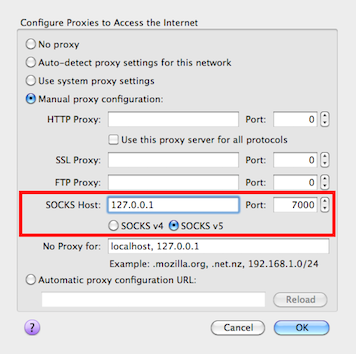 Configure Proxies to Access the Internet
No proxy
Auto-detect proxy settings for this network
Use system proxy settings
Manual proxy configuration:
HTTP Proxy: Port: 0
Use this proxy server for all protocols
SSL Proxy: Port: 0
FTP Proxy: Port: 0
SOCKS Host: 127.0.0.1 Port: 7000
SOCKS v4 SOCKS v5
No Proxy for: localhost, 127.0.0.1
Example: .mozilla.org, .net.nz, 192.168.1.0/24
Automatic proxy configuration URL:
Reload
? Cancel OK